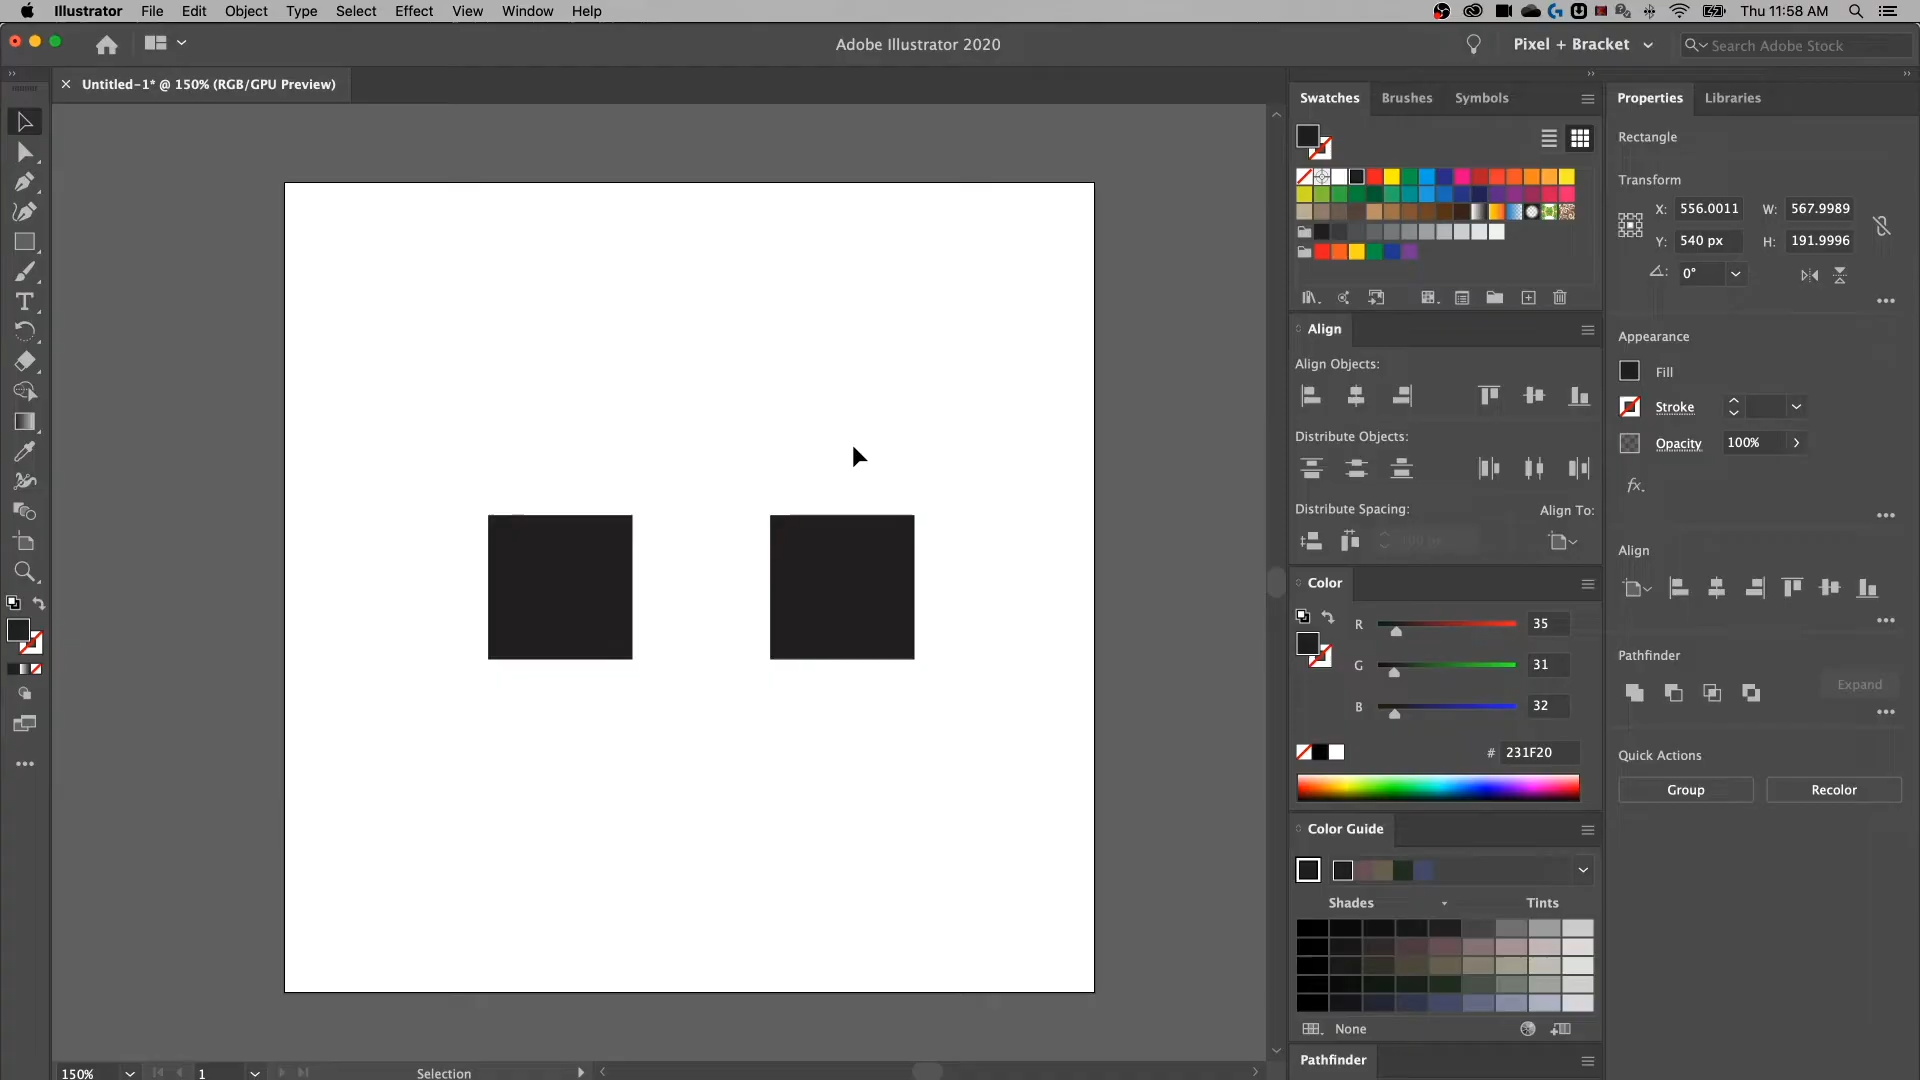 Illustrator File Edit Object Type Select Effect View Window Help Thu 11:58 AM
Adobe Illustrator 2020 Pixel + Bracket Search Adobe Stock
Untitled-1* @ 150% (RGB/GPU Preview)
Swatches Brushes Symbols
Align
Align Objects:
Distribute Objects:
Distribute Spacing: Align To:
100 px
Color
R 35
G 31
B 32
# 231F20
Color Guide
Shades Tints
None
Pathfinder
Properties Libraries
Rectangle
Transform
X: 556.0011 W: 567.9989
Y: 540 px H: 191.9996
0°
Appearance
Fill
Stroke
Opacity 100%
fx.
Align
Pathfinder
Expand
Quick Actions
Group Recolor
150% 1 Selection